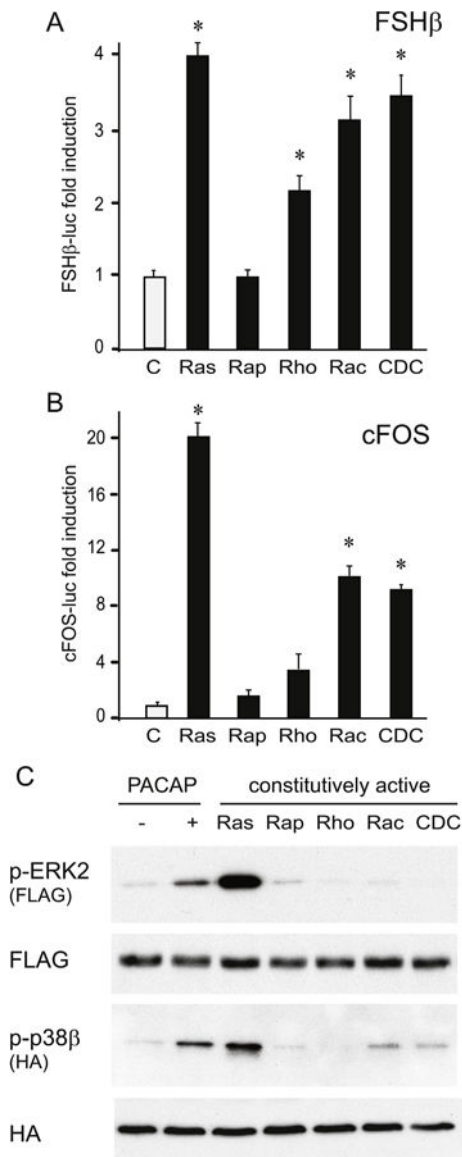 A
FSHβ
FSHβ-luc fold induction
4
3
2
1
0
* * * *
C Ras Rap Rho Rac CDC
B
cFOS
cFOS-luc fold induction
20
16
12
8
4
0
* * *
C Ras Rap Rho Rac CDC
C
PACAP constitutively active
- + Ras Rap Rho Rac CDC
p-ERK2
(FLAG)
FLAG
p-p38β
(HA)
HA